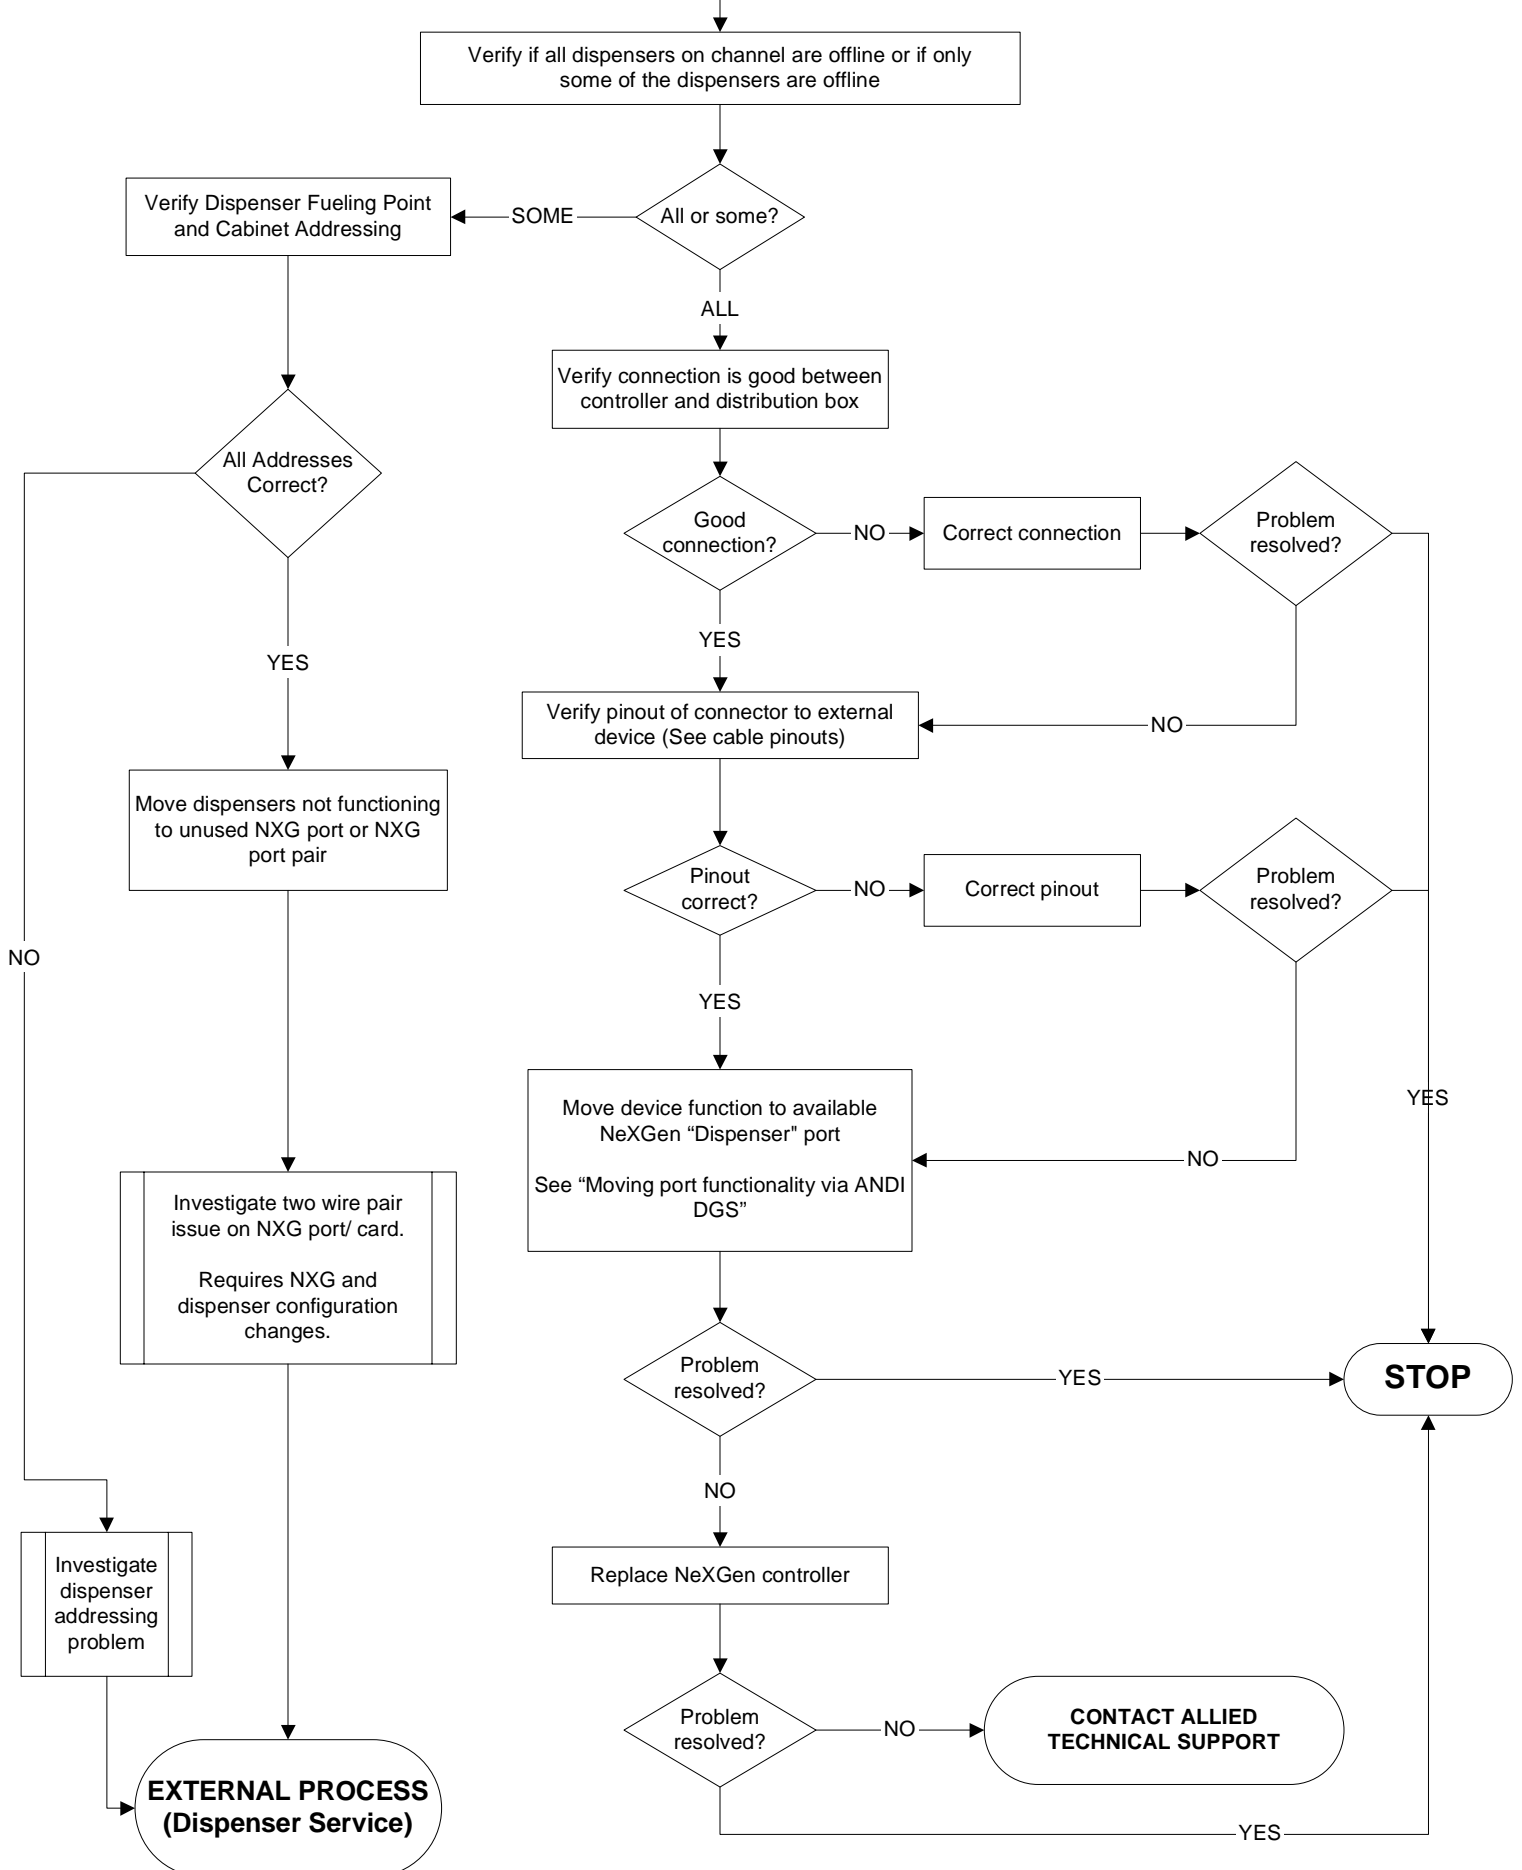 Verify if all dispensers on channel are offline or if only
some of the dispensers are offline
All or some?
SOME
Verify Dispenser Fueling Point
and Cabinet Addressing
ALL
Verify connection is good between
controller and distribution box
All Addresses
Correct?
Good
connection?
NO
Correct connection
Problem
resolved?
YES
YES
Verify pinout of connector to external
device (See cable pinouts)
NO
Move dispensers not functioning
to unused NXG port or NXG
port pair
Pinout
correct?
NO
Correct pinout
Problem
resolved?
NO
YES
Move device function to available
NeXGen “Dispenser" port
See “Moving port functionality via ANDI
DGS”
YES
NO
Investigate two wire pair
issue on NXG port/ card.
Requires NXG and
dispenser configuration
changes.
Problem
resolved?
YES
STOP
NO
Investigate
dispenser
addressing
problem
Replace NeXGen controller
Problem
resolved?
NO
CONTACT ALLIED
TECHNICAL SUPPORT
EXTERNAL PROCESS
(Dispenser Service)
YES